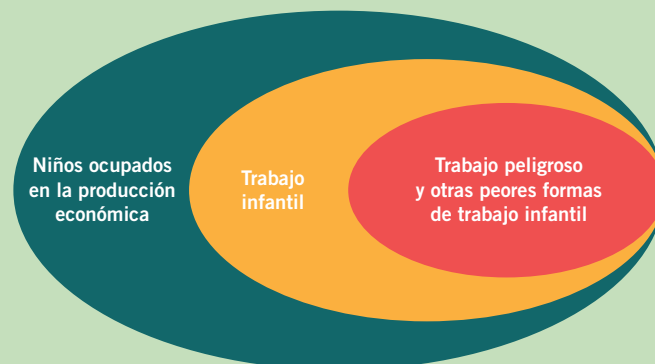 Niños ocupados
en la producción
económica
Trabajo
infantil
Trabajo peligroso
y otras peores formas
de trabajo infantil